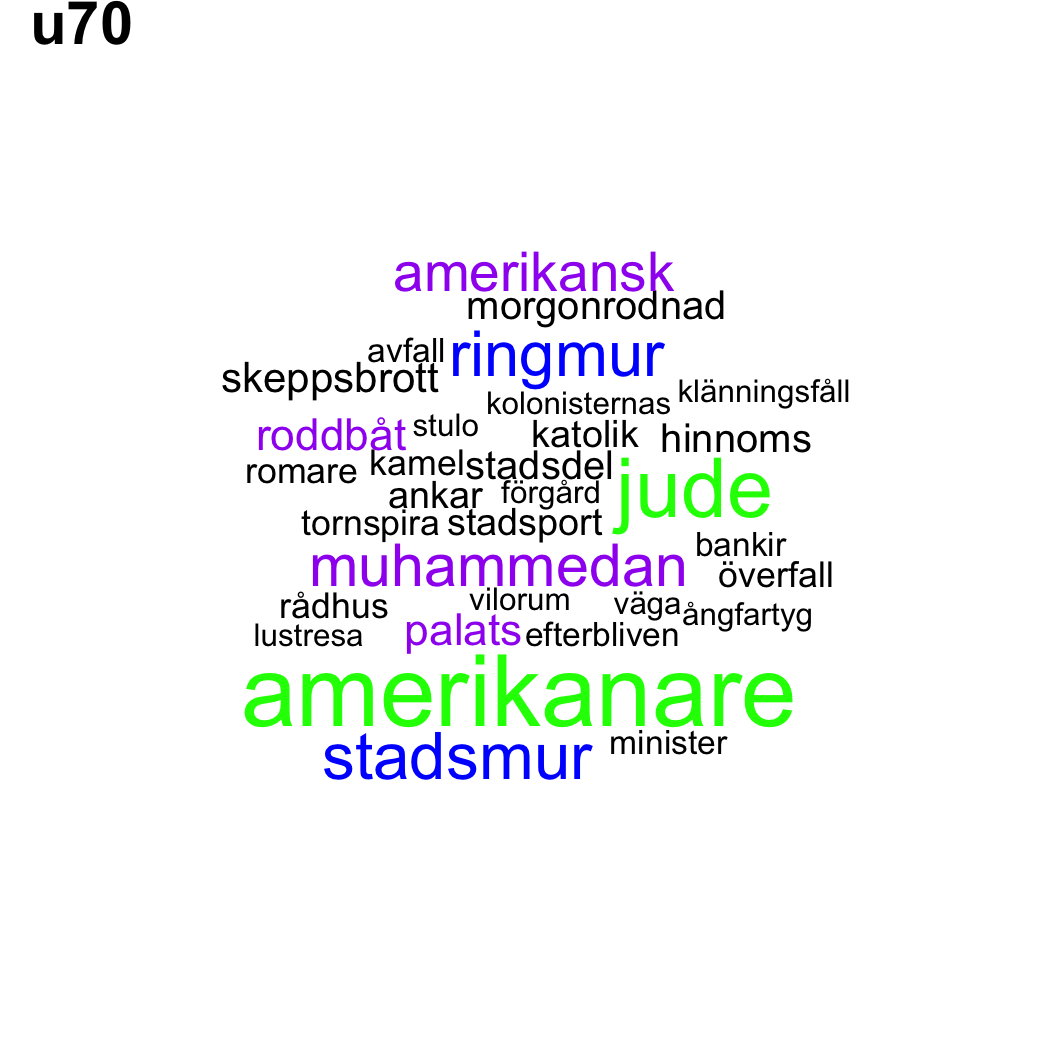 u70
amerikansk
morgonrodnad
avfall ringmur
skeppsbrott
kolonisternas klänningsfåll
roddbåt stulo katolik hinnoms
romare kamel stadsdel jude
ankar förgård
tornspira stadsport
muhammedan bankir
överfall
rådhus vilorum väga ångfartyg
lustresa palats efterbliven
amerikanare
stadsmur minister